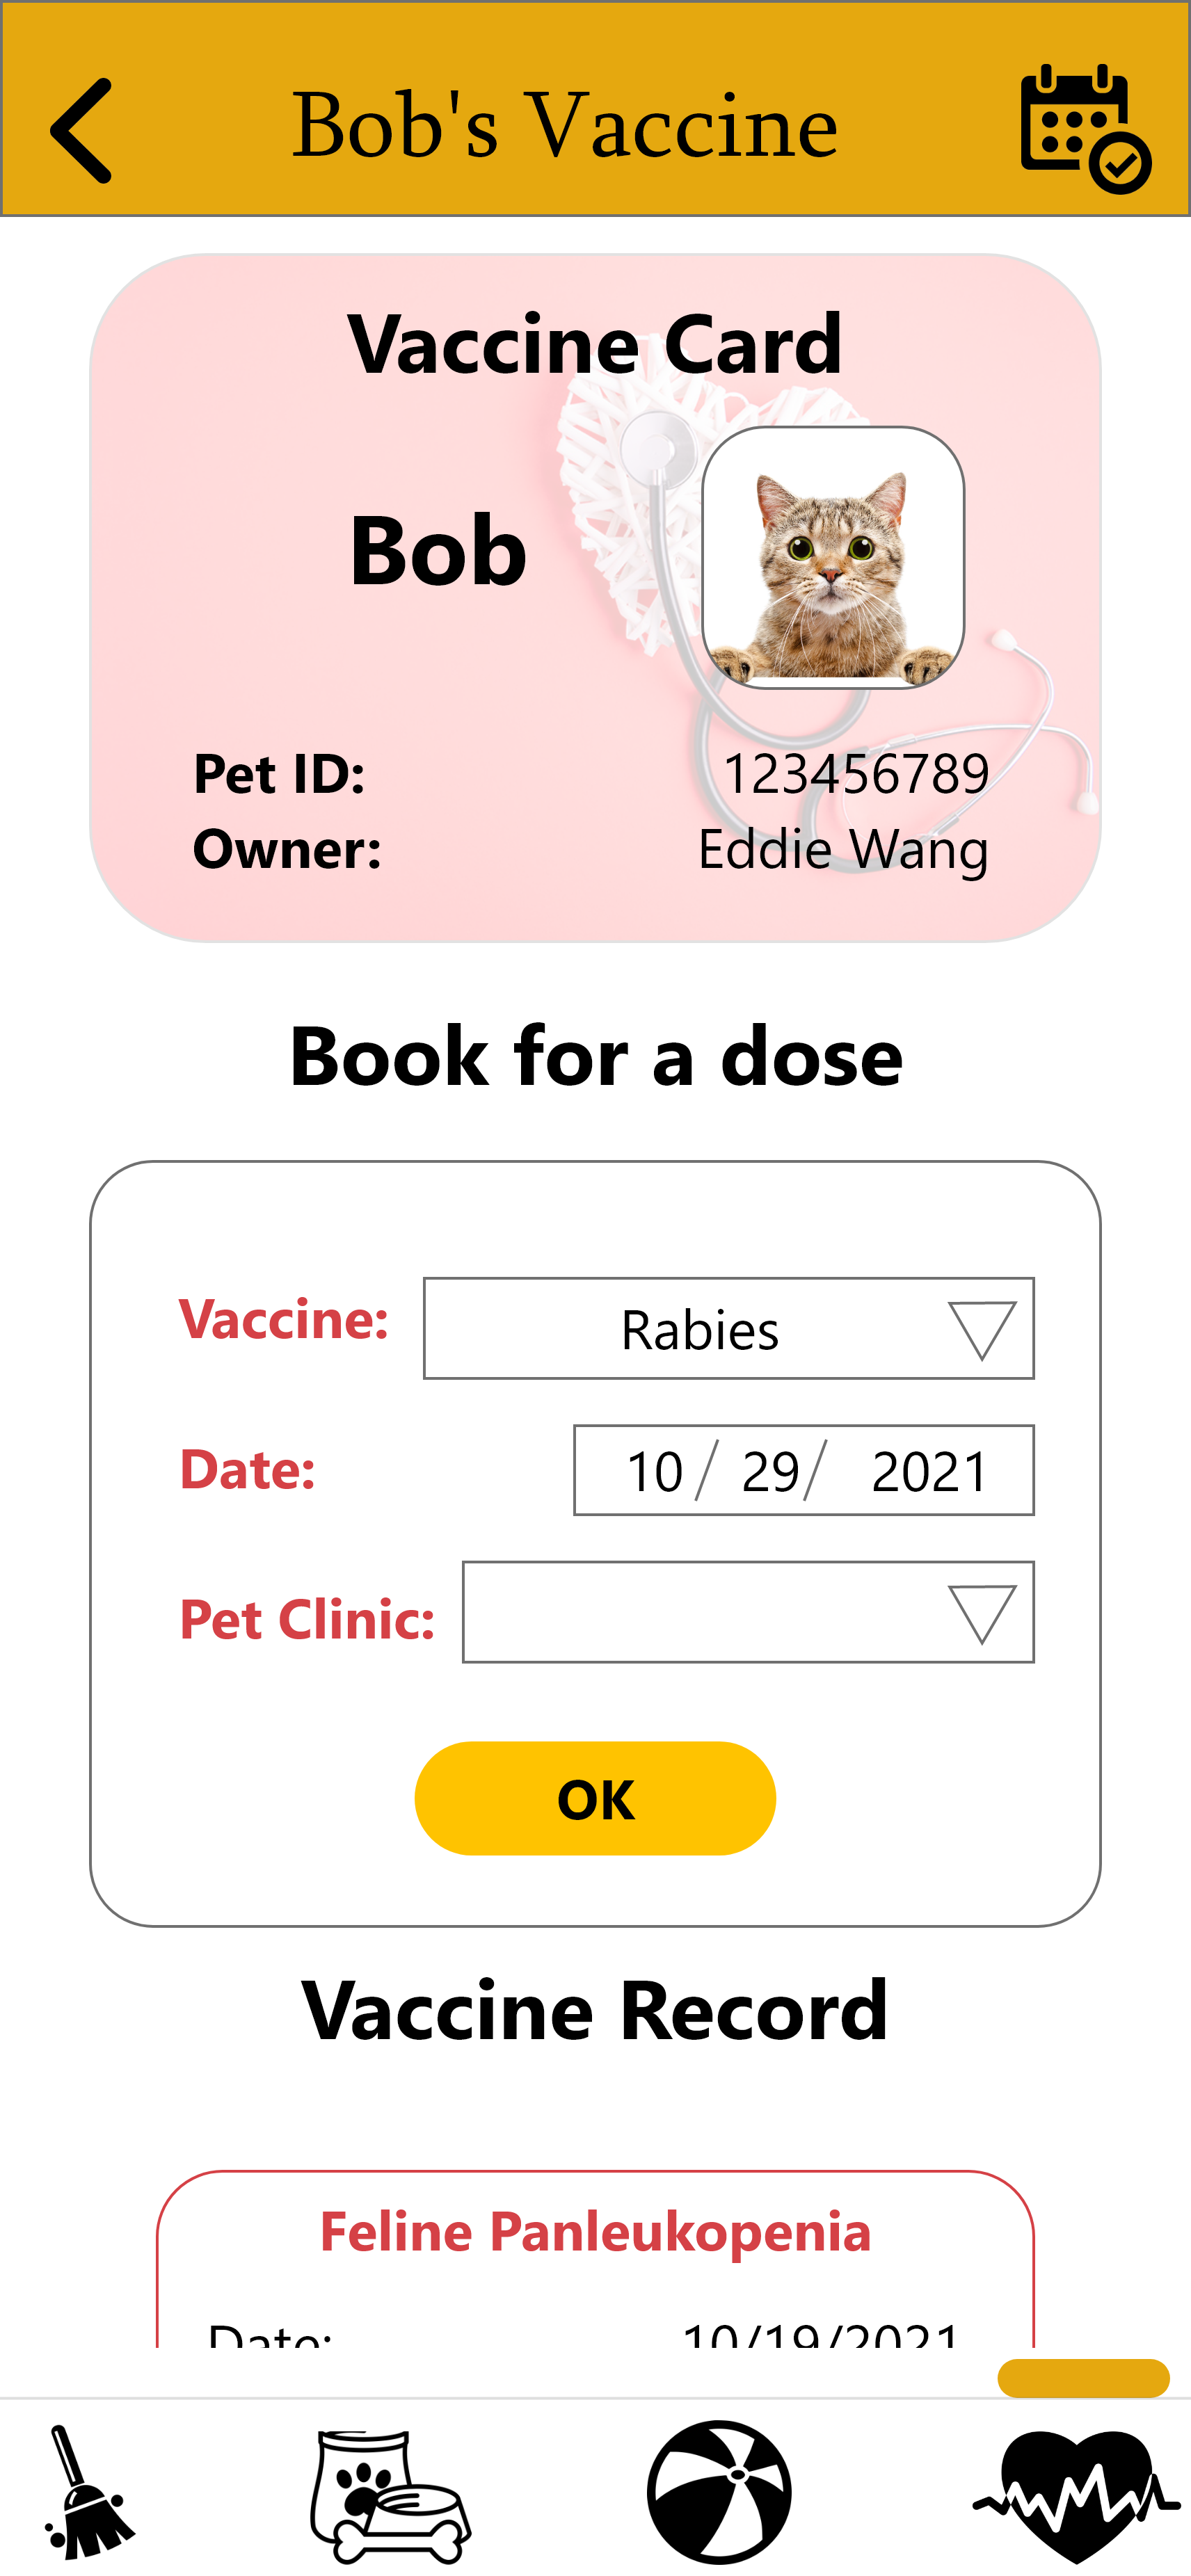 Bob's Vaccine
Vaccine Card
Bob
Pet ID: 123456789
Owner: Eddie Wang
Book for a dose
Vaccine: Rabies
Date: 10/ 29/ 2021
Pet Clinic:
OK
Vaccine Record
Feline Panleukopenia
Date: 10/19/2021